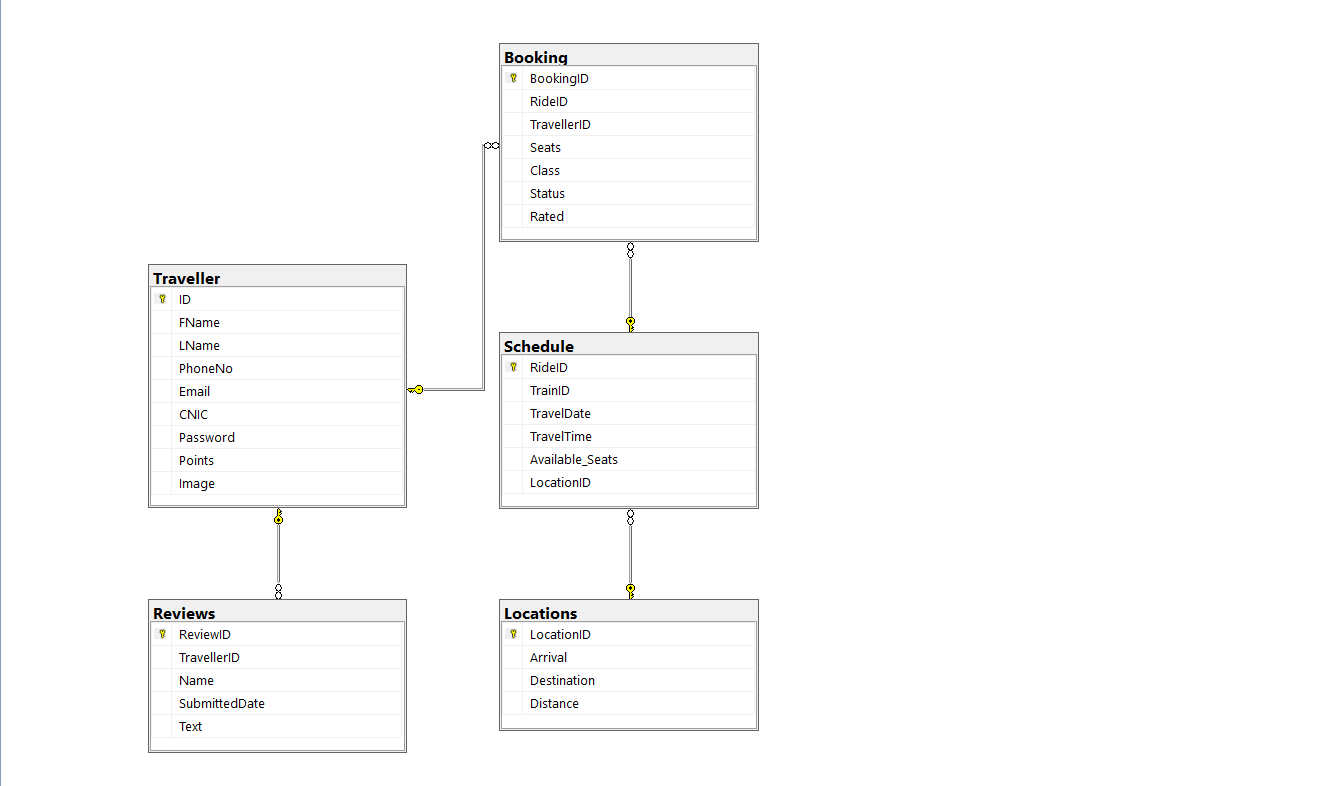 Booking
BookingID
RideID
TravellerID
Seats
Class
Status
Rated
Traveller
ID
FName
LName
PhoneNo
Email
CNIC
Password
Points
Image
Schedule
RideID
TrainID
TravelDate
TravelTime
Available_Seats
LocationID
Reviews
ReviewID
TravellerID
Name
SubmittedDate
Text
Locations
LocationID
Arrival
Destination
Distance